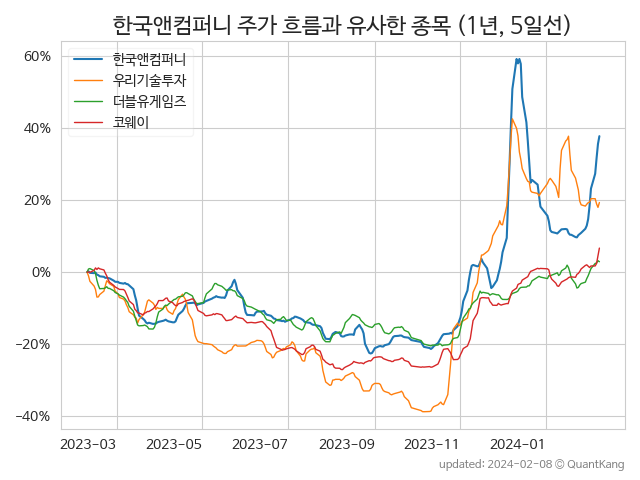 한국앤컴퍼니 주가 흐름과 유사한 종목 (1년, 5일선)
60%
40%
20%
0%
−20%
−40%
한국앤컴퍼니
우리기술투자
더블유게임즈
코웨이
2023-03 2023-05 2023-07 2023-09 2023-11 2024-01
updated: 2024-02-08 © QuantKang